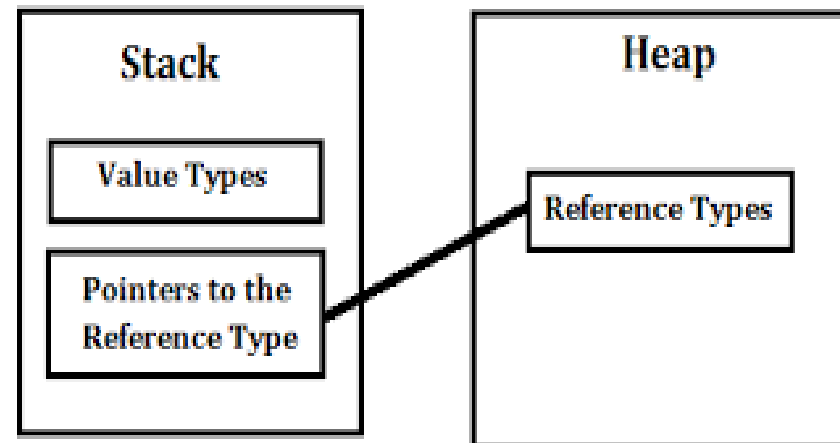 Stack
Value Types
Pointers to the
Reference Type
Heap
Reference Types